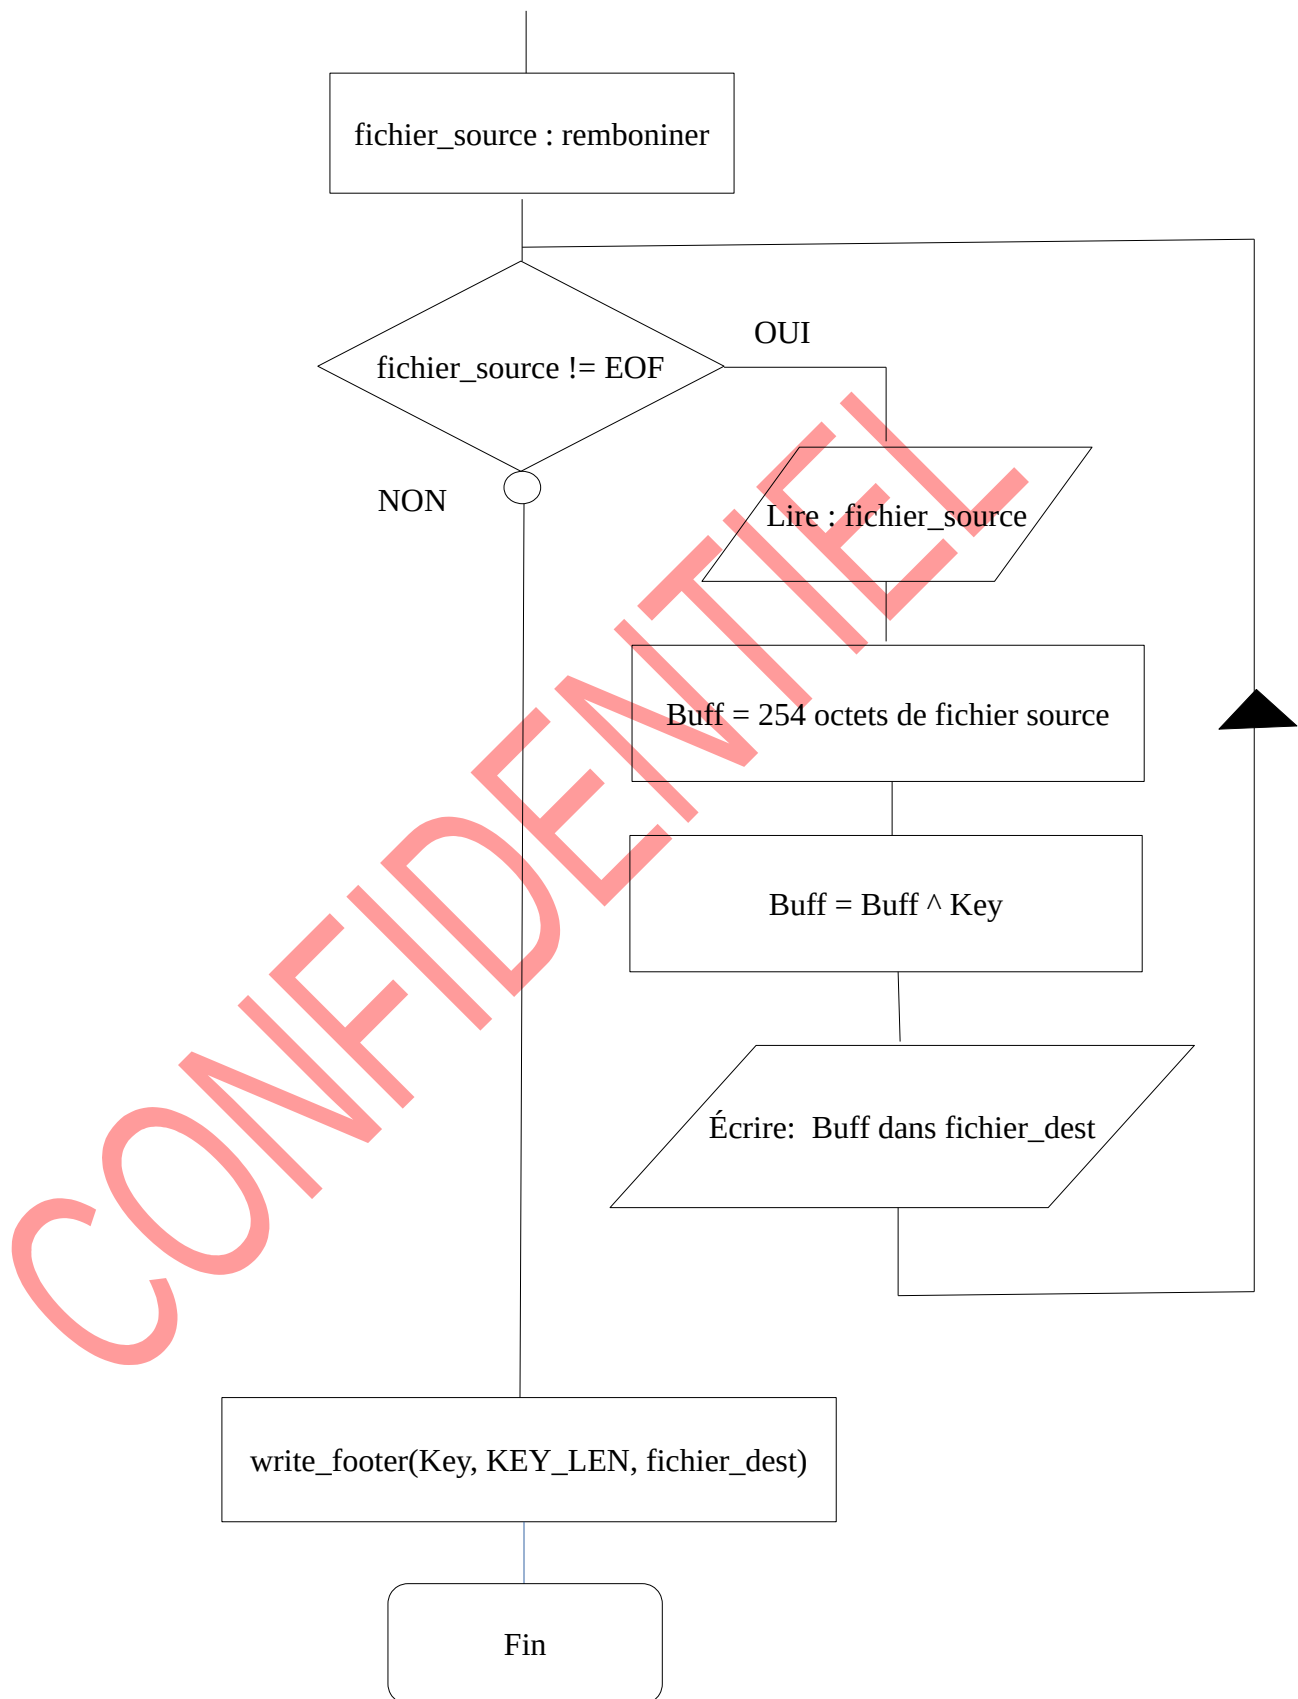 fichier_source : remboniner
OUI
fichier_source != EOF
NON
Lire : fichier_source
Buff = 254 octets de fichier source
Buff = Buff ^ Key
Écrire: Buff dans fichier_dest
CONFIDENTIEL
write_footer(Key, KEY_LEN, fichier_dest)
Fin